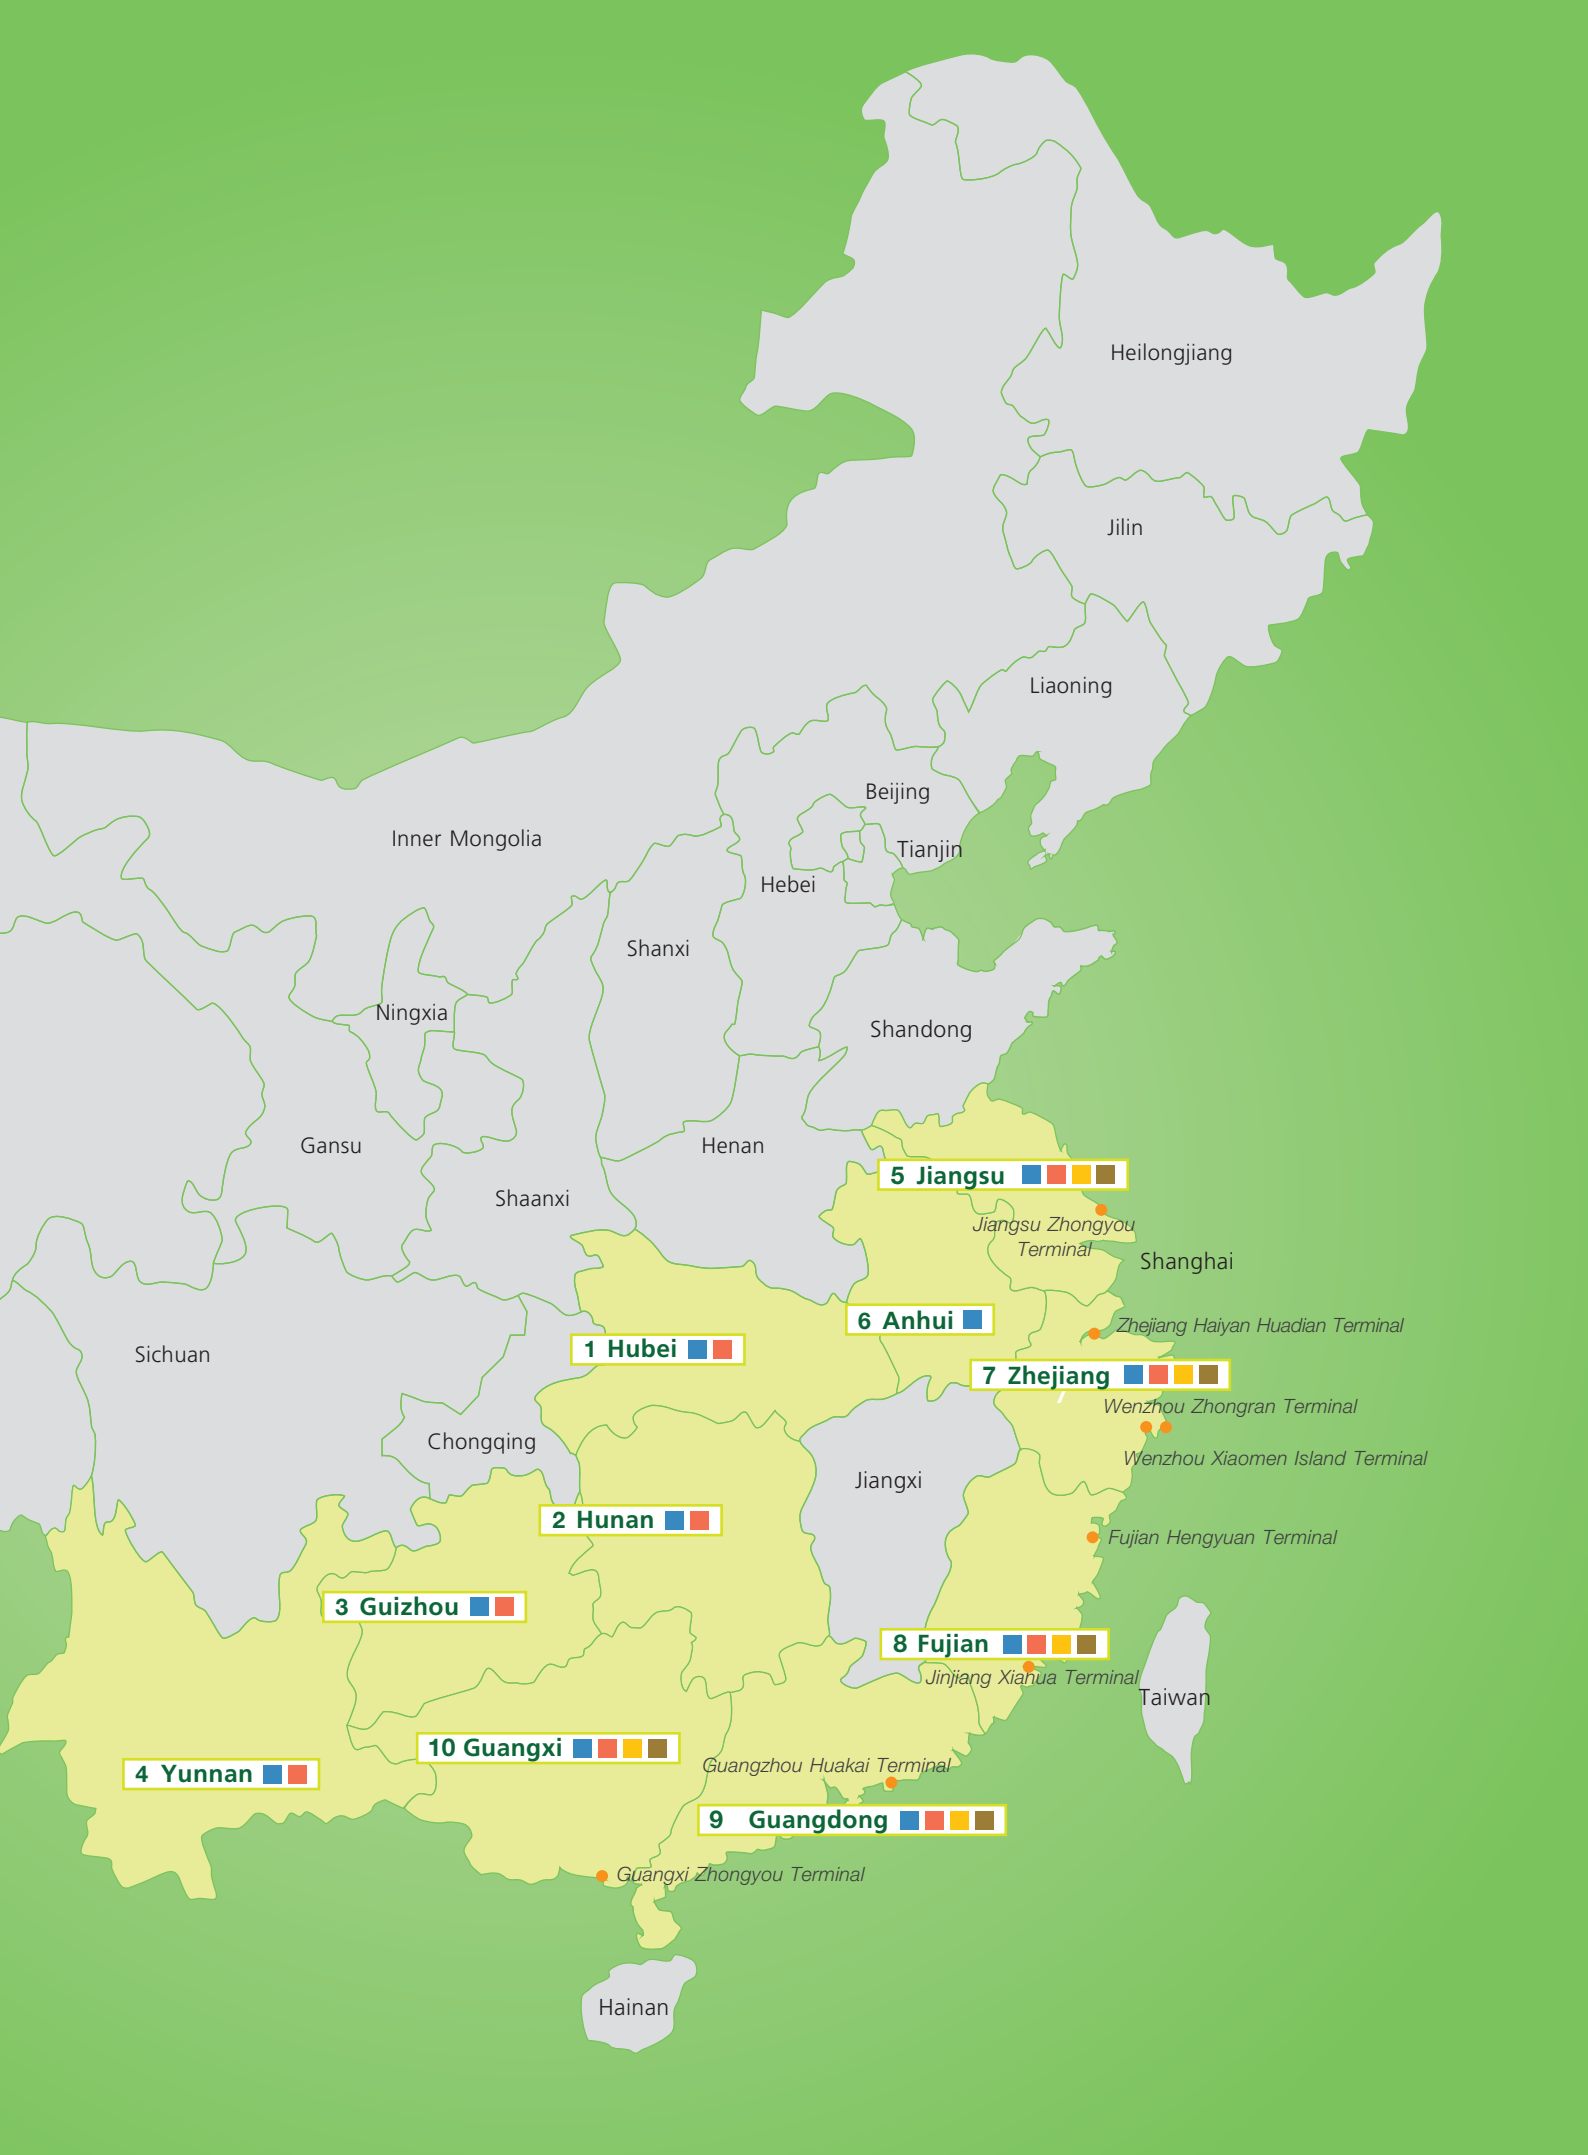 Heilongjiang
Jilin
Liaoning
Beijing
Inner Mongolia
Tianjin
Hebei
Shanxi
Ningxia
Shandong
Gansu
Henan
5 Jiangsu
Shaanxi
Jiangsu Zhongyou
Terminal
Shanghai
6 Anhui
Zhejiang Haiyan Huadian Terminal
1 Hubei
Sichuan
7 Zhejiang
Wenzhou Zhongran Terminal
Chongqing
Wenzhou Xiaomen Island Terminal
Jiangxi
2 Hunan
Fujian Hengyuan Terminal
3 Guizhou
8 Fujian
Jinjiang Xianua Terminal
Taiwan
10 Guangxi
Guangzhou Huakai Terminal
4 Yunnan
9 Guangdong
Guangxi Zhongyou Terminal
Hainan